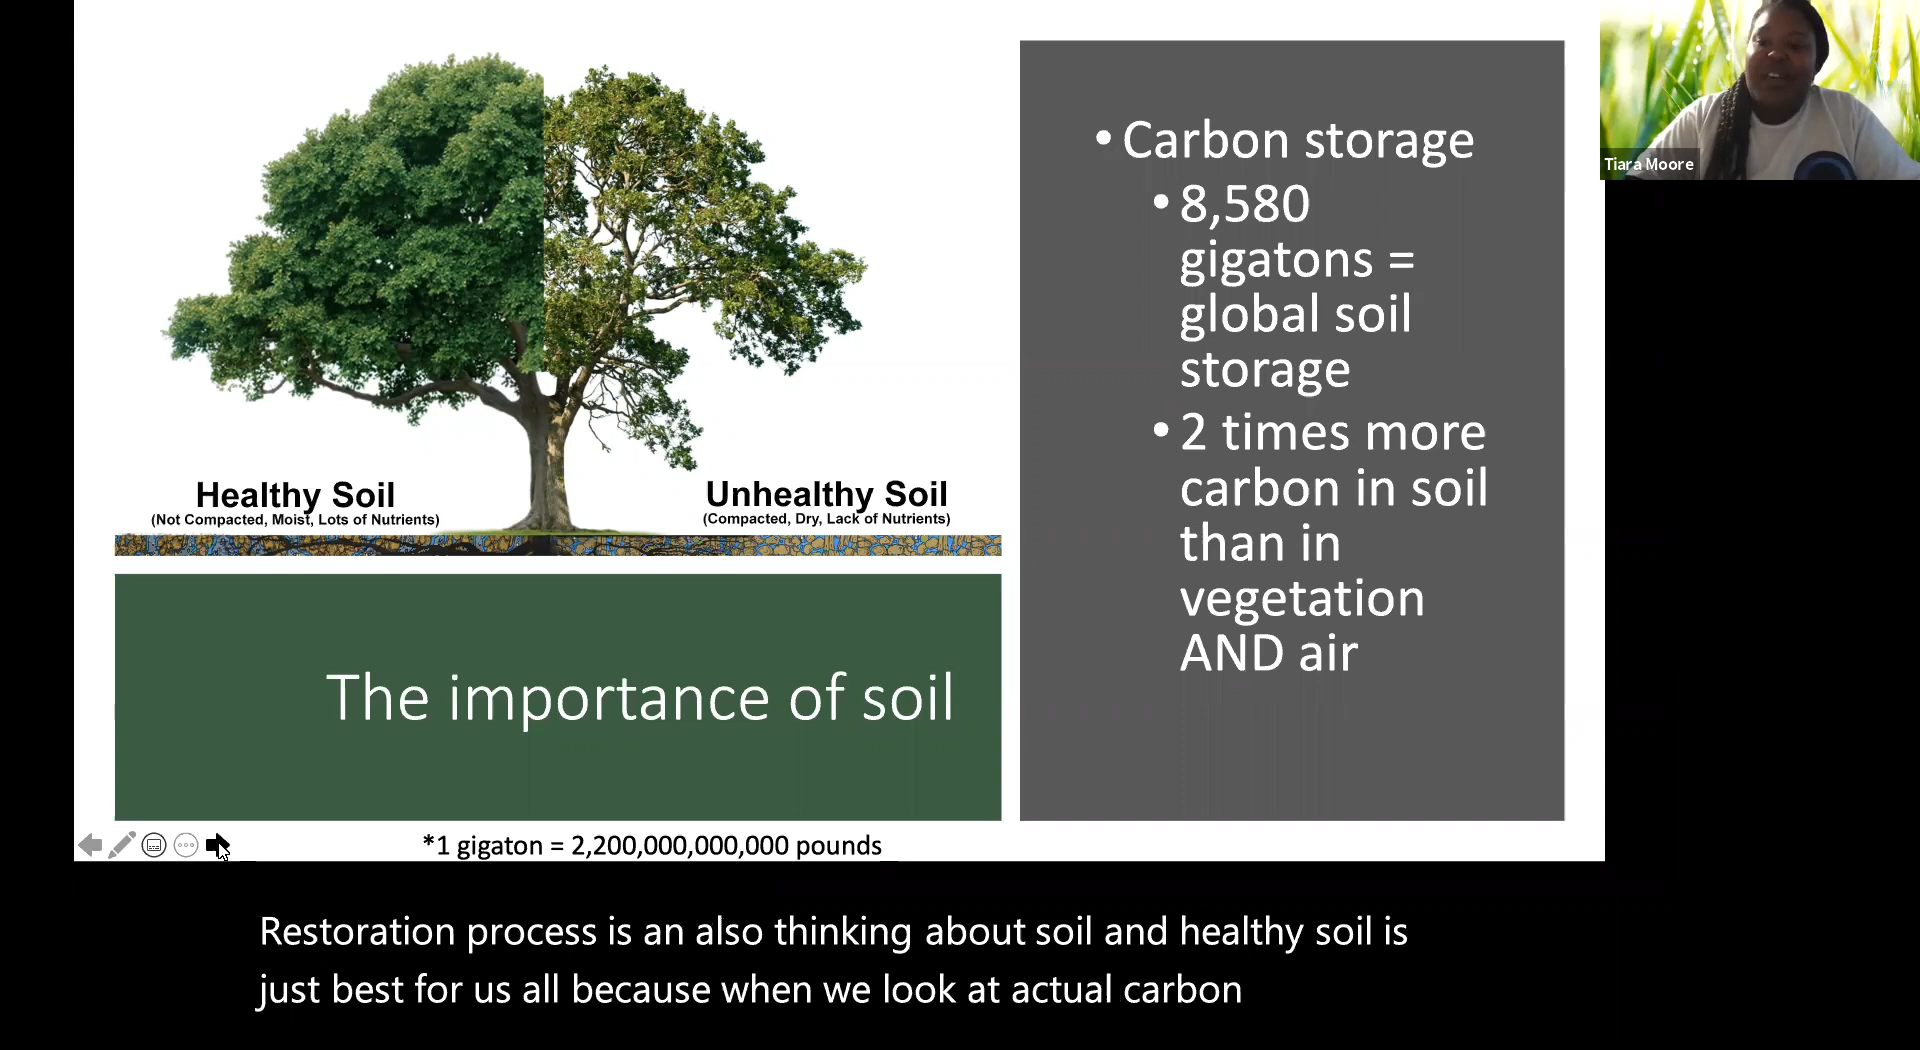 Healthy Soil
(Not Compacted, Moist, Lots of Nutrients)
Unhealthy Soil
(Compacted, Dry, Lack of Nutrients)
The importance of soil
• Carbon storage
• 8,580
gigatons =
global soil
storage
• 2 times more
carbon in soil
than in
vegetation
AND air
Tiara Moore
*1 gigaton = 2,200,000,000,000 pounds
Restoration process is an also thinking about soil and healthy soil is
just best for us all because when we look at actual carbon